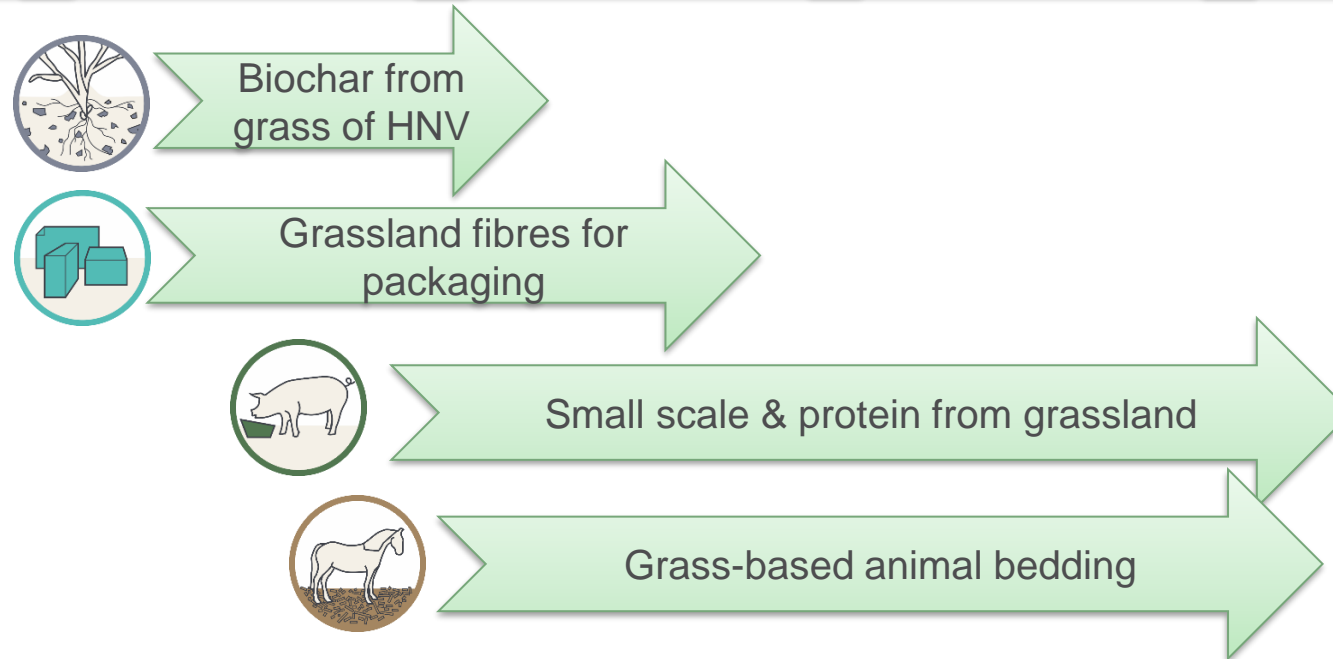 Biochar from
grass of HNV
Grassland fibres for
packaging
Small scale & protein from grassland
Grass-based animal bedding